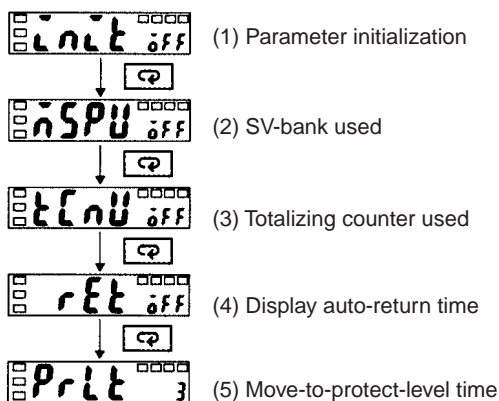 init off (1) Parameter initialization
mSPU off (2) SV-bank used
tCnU off (3) Totalizing counter used
rEt off (4) Display auto-return time
Prlt 3 (5) Move-to-protect-level time